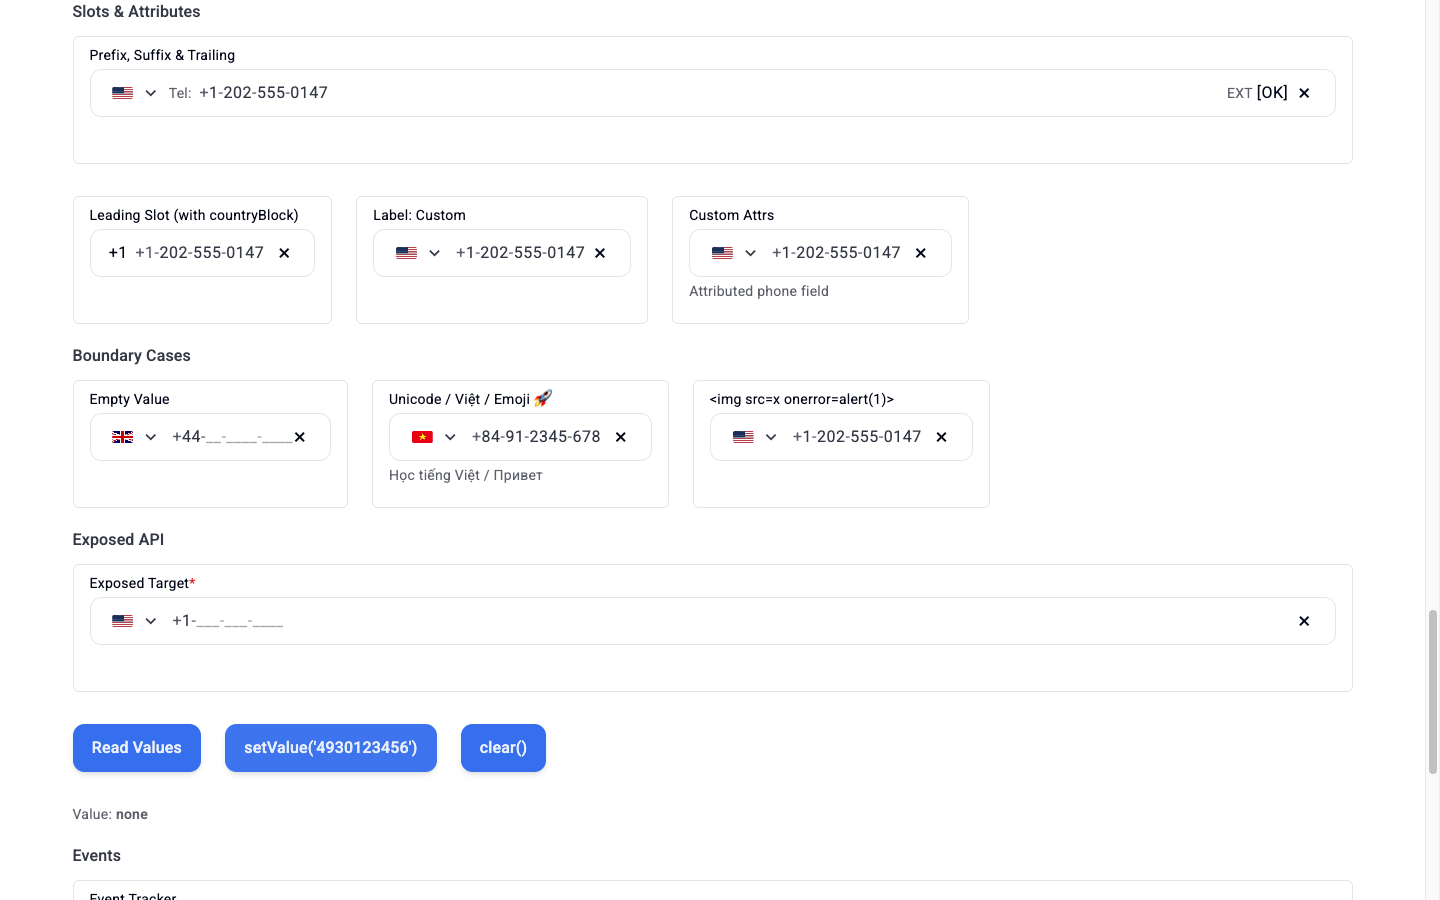 Slots & Attributes
Prefix, Suffix & Trailing
Tel: +1-202-555-0147 EXT [OK]
Leading Slot (with countryBlock) Label: Custom Custom Attrs
+1 +1-202-555-0147 +1-202-555-0147 +1-202-555-0147
Attributed phone field
Boundary Cases
Empty Value Unicode / Việt / Emoji 🚀 <img src=x onerror=alert(1)>
+44-__-____-____ +84-91-2345-678 +1-202-555-0147
Học tiếng Việt / Привет
Exposed API
Exposed Target*
+1-___-___-____
Read Values setValue('4930123456') clear()
Value: none
Events
Event Tracker